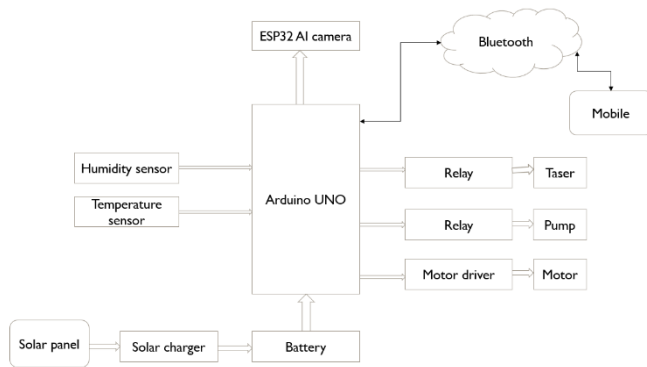 ESP32 AI camera
Bluetooth
Mobile
Humidity sensor
Temperature
sensor
Arduino UNO
Relay
Taser
Relay
Pump
Motor driver
Motor
Solar panel
Solar charger
Battery